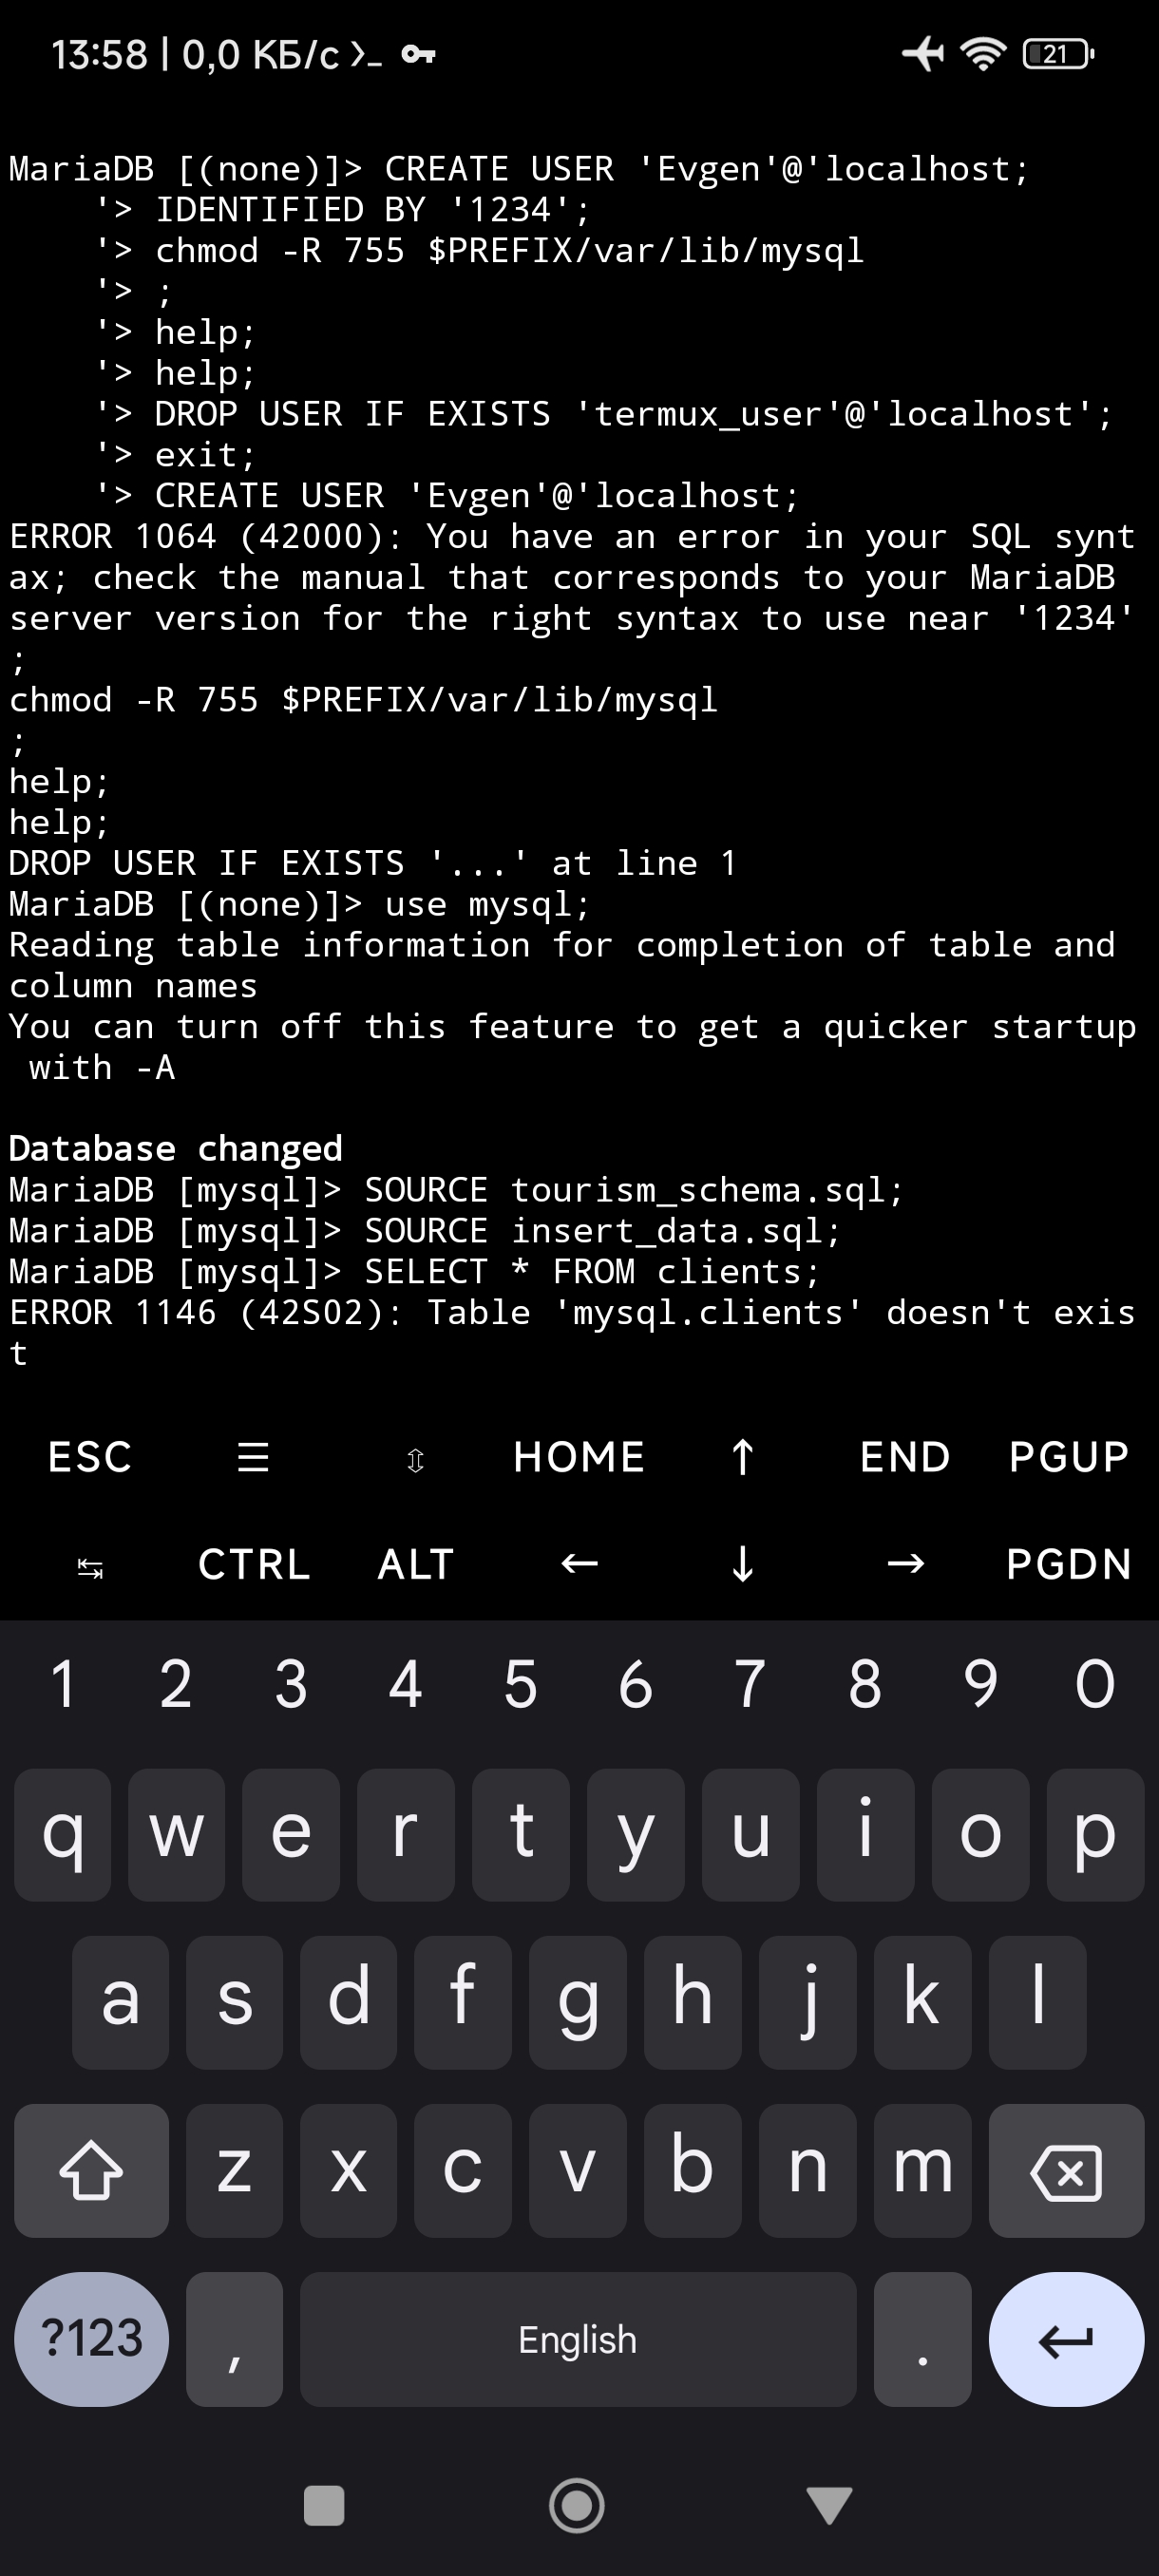 13:58 | 0,0 КБ/с
21
MariaDB [(none)]> CREATE USER 'Evgen'@'localhost;
'> IDENTIFIED BY '1234';
'> chmod -R 755 $PREFIX/var/lib/mysql
'> ;
'> help;
'> help;
'> DROP USER IF EXISTS 'termux_user'@'localhost';
'> exit;
'> CREATE USER 'Evgen'@'localhost;
ERROR 1064 (42000): You have an error in your SQL synt
ax; check the manual that corresponds to your MariaDB
server version for the right syntax to use near '1234'
;
chmod -R 755 $PREFIX/var/lib/mysql
;
help;
help;
DROP USER IF EXISTS '...' at line 1
MariaDB [(none)]> use mysql;
Reading table information for completion of table and
column names
You can turn off this feature to get a quicker startup
with -A
Database changed
MariaDB [mysql]> SOURCE tourism_schema.sql;
MariaDB [mysql]> SOURCE insert_data.sql;
MariaDB [mysql]> SELECT * FROM clients;
ERROR 1146 (42S02): Table 'mysql.clients' doesn't exis
t
ESC ☰ ⇳ HOME ↑ END PGUP
↹ CTRL ALT ← ↓ → PGDN
1 2 3 4 5 6 7 8 9 0
q w e r t y u i o p
a s d f g h j k l
z x c v b n m
?123 , English .